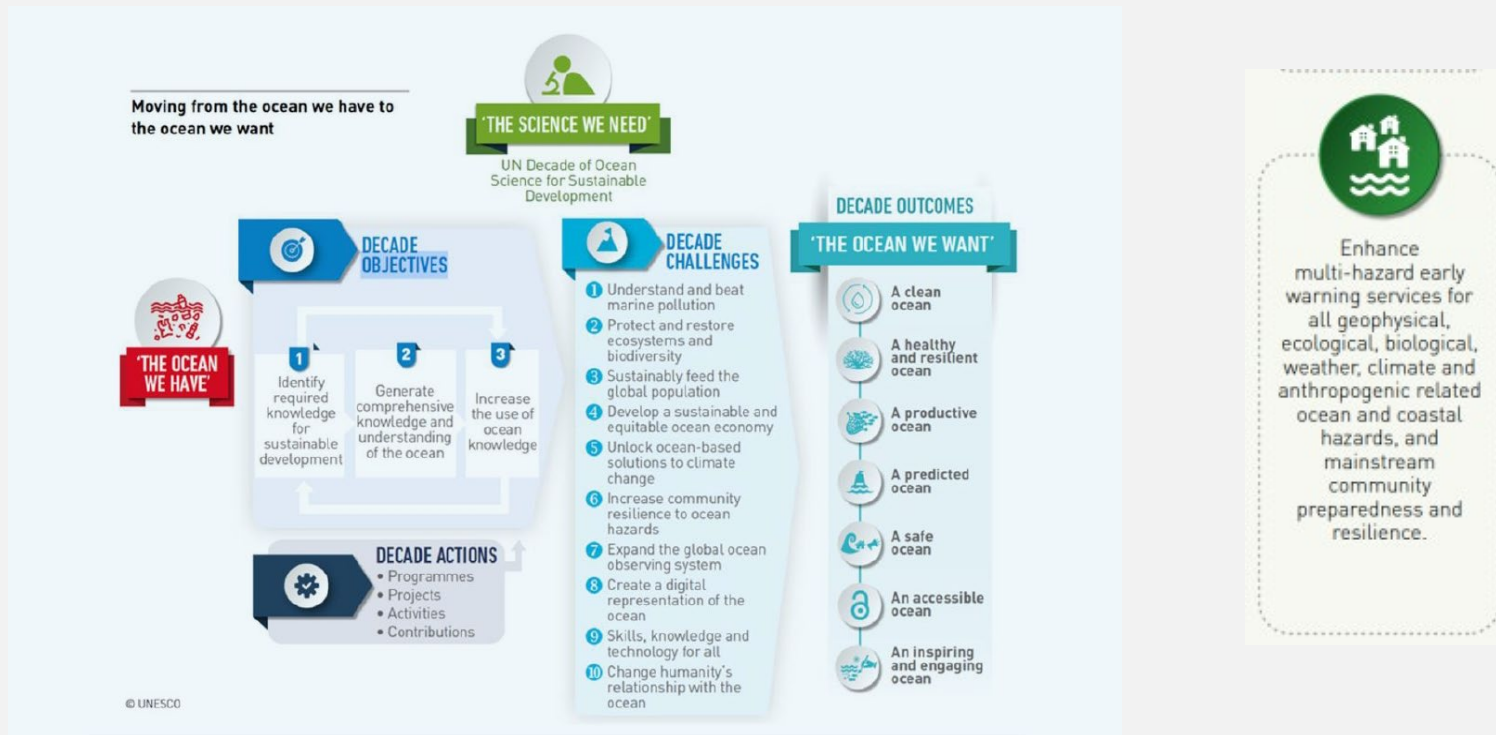 Moving from the ocean we have to
the ocean we want
'THE SCIENCE WE NEED'
UN Decade of Ocean
Science for Sustainable
Development
'THE OCEAN
WE HAVE'
DECADE
OBJECTIVES
1
Identify
required
knowledge
for
sustainable
development
2
Generate
comprehensive
knowledge and
understanding
of the ocean
3
Increase
the use of
ocean
knowledge
DECADE ACTIONS
• Programmes
• Projects
• Activities
• Contributions
DECADE
CHALLENGES
1 Understand and beat
marine pollution
2 Protect and restore
ecosystems and
biodiversity
3 Sustainably feed the
global population
4 Develop a sustainable and
equitable ocean economy
5 Unlock ocean-based
solutions to climate
change
6 Increase community
resilience to ocean
hazards
7 Expand the global ocean
observing system
8 Create a digital
representation of the
ocean
9 Skills, knowledge and
technology for all
10 Change humanity's
relationship with the
ocean
DECADE OUTCOMES
'THE OCEAN WE WANT'
A clean
ocean
A healthy
and resilient
ocean
A productive
ocean
A predicted
ocean
A safe
ocean
An accessible
ocean
An inspiring
and engaging
ocean
© UNESCO
Enhance
multi-hazard early
warning services for
all geophysical,
ecological, biological,
weather, climate and
anthropogenic related
ocean and coastal
hazards, and
mainstream
community
preparedness and
resilience.